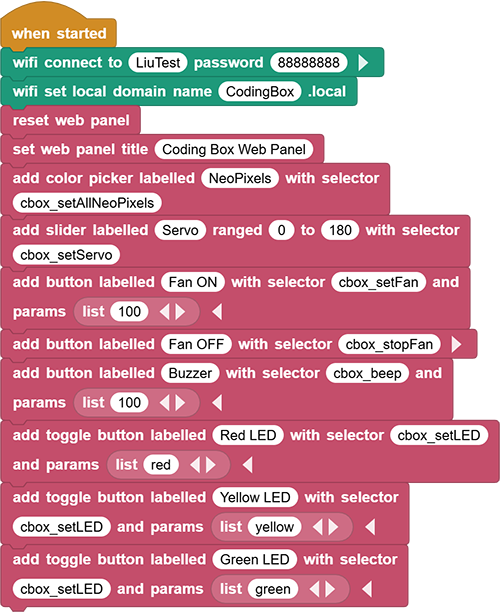 when started
wifi connect to LiuTest password 88888888
wifi set local domain name CodingBox .local
reset web panel
set web panel title Coding Box Web Panel
add color picker labelled NeoPixels with selector
cbox_setAllNeoPixels
add slider labelled Servo ranged 0 to 180 with selector
cbox_setServo
add button labelled Fan ON with selector cbox_setFan and
params list 100
add button labelled Fan OFF with selector cbox_stopFan
add button labelled Buzzer with selector cbox_beep and
params list 100
add toggle button labelled Red LED with selector cbox_setLED
and params list red
add toggle button labelled Yellow LED with selector
cbox_setLED and params list yellow
add toggle button labelled Green LED with selector
cbox_setLED and params list green